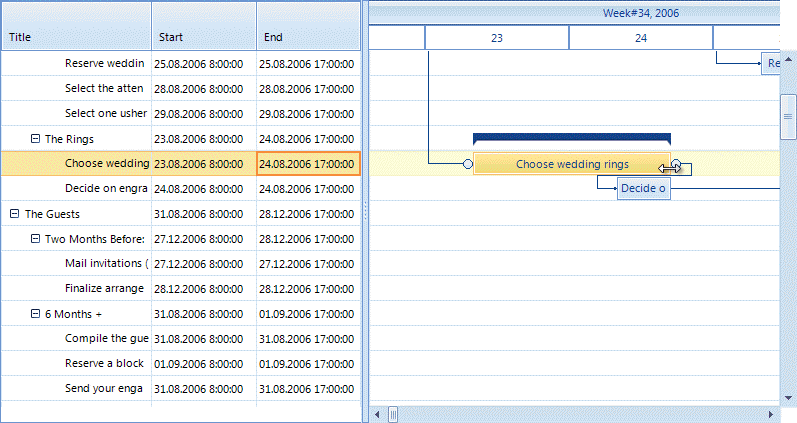 Week#34, 2006
Title Start End 23 24
Reserve weddin 25.08.2006 8:00:00 25.08.2006 17:00:00 Re
Select the atten 28.08.2006 8:00:00 28.08.2006 17:00:00
Select one usher 29.08.2006 8:00:00 29.08.2006 17:00:00
The Rings 23.08.2006 8:00:00 24.08.2006 17:00:00
Choose wedding 23.08.2006 8:00:00 24.08.2006 17:00:00 Choose wedding rings
Decide on engra 24.08.2006 8:00:00 24.08.2006 17:00:00 Decide o
The Guests 31.08.2006 8:00:00 28.12.2006 17:00:00
Two Months Before: 27.12.2006 8:00:00 28.12.2006 17:00:00
Mail invitations ( 27.12.2006 8:00:00 27.12.2006 17:00:00
Finalize arrange 28.12.2006 8:00:00 28.12.2006 17:00:00
6 Months + 31.08.2006 8:00:00 01.09.2006 17:00:00
Compile the gue 31.08.2006 8:00:00 31.08.2006 17:00:00
Reserve a block 01.09.2006 8:00:00 01.09.2006 17:00:00
Send your enga 31.08.2006 8:00:00 31.08.2006 17:00:00